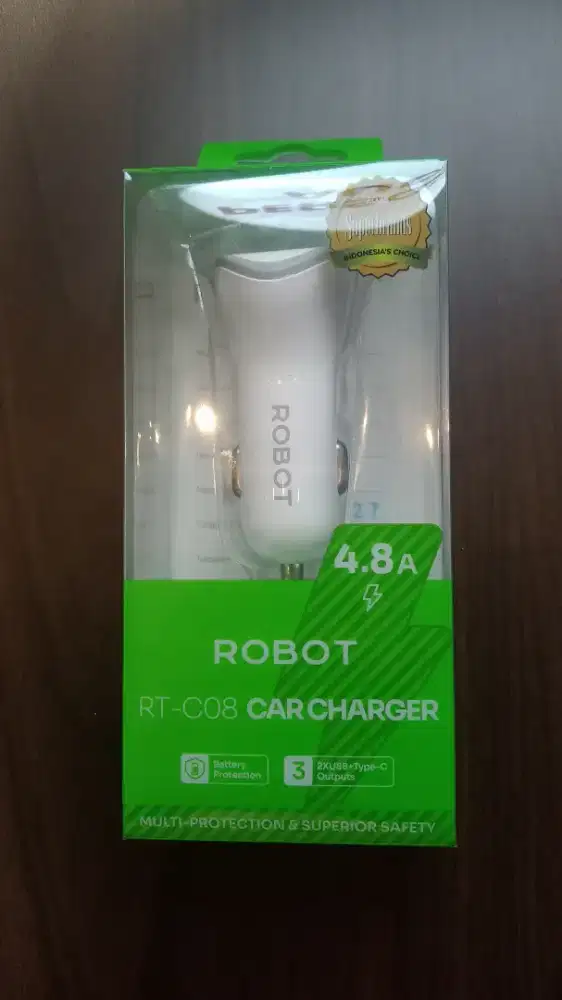 Superbrands
INDONESIA'S CHOICE
ROBOT
27
4.8A
ROBOT
RT-C08 CAR CHARGER
Battery
Protection
3
2XUSB+Type-C
Outputs
MULTI-PROTECTION & SUPERIOR SAFETY